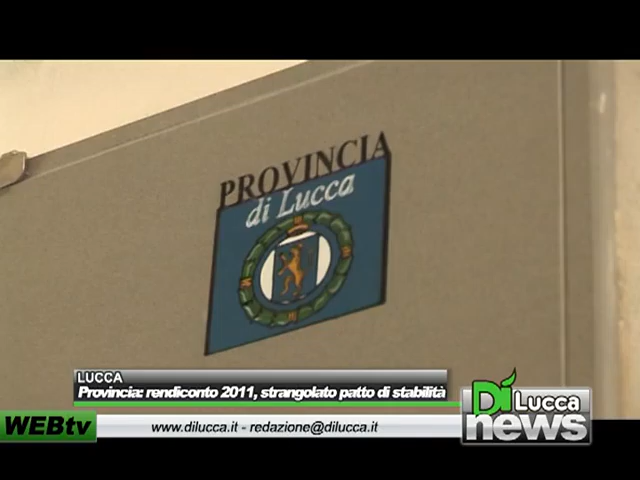 PROVINCIA
di Lucca
LUCCA
Provincia: rendiconto 2011, strangolato patto di stabilità
WEBtv
www.dilucca.it - redazione@dilucca.it
Dì Lucca
news